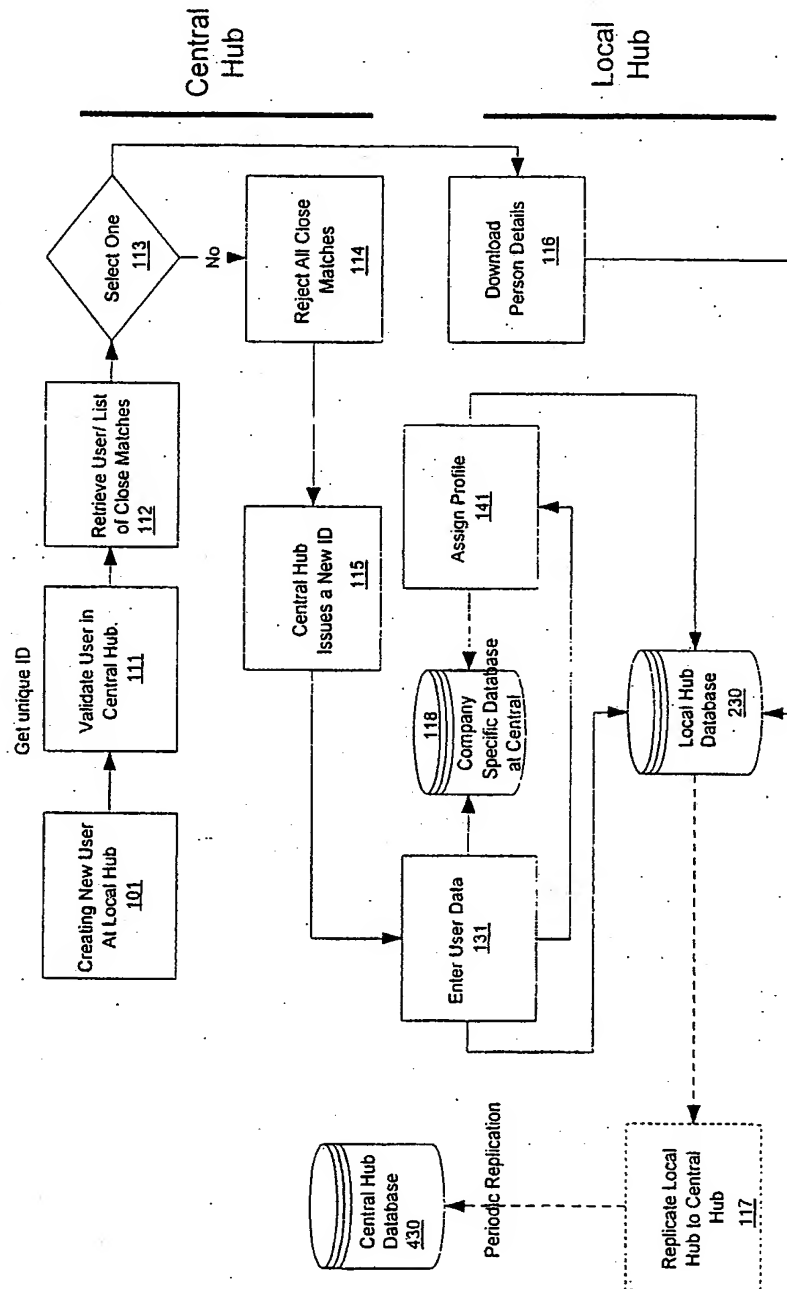 Central
Hub
Local
Hub
Get unique ID
Creating New User
At Local Hub
101
Validate User in
Central Hub.
111
Retrieve User/ List
of Close Matches
112
Select One
113
No
Reject All Close
Matches
114
Central Hub
Issues a New ID
115
Download
Person Details
116
Enter User Data
131
118
Company
Specific Database
at Central
Assign Profile
141
Local Hub
Database
230
Central Hub
Database
430
Periodic Replication
Replicate Local
Hub to Central
Hub
117